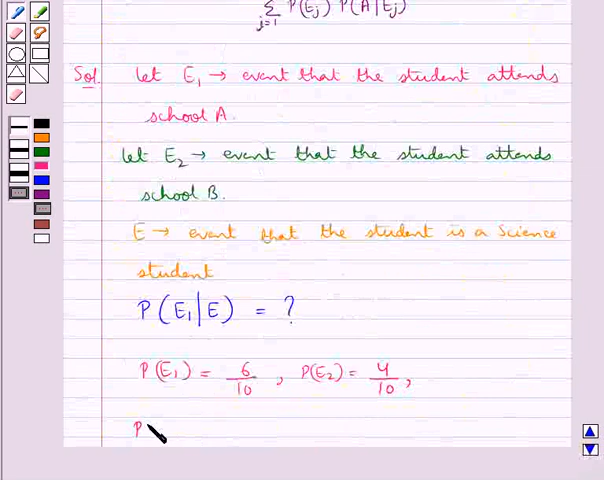 ∑ P(Ej) P(A|Ej)
j=1
Sol. let E₁ → event that the student attends
school A.
let E₂ → event that the student attends
school B.
E → event that the student is a Science
student
P(E₁|E) = ?
P(E₁) = 6/10 , P(E₂) = 4/10 ,
P